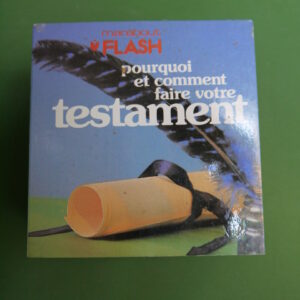 marabout
FLASH
pourquoi
et comment
faire votre
testament